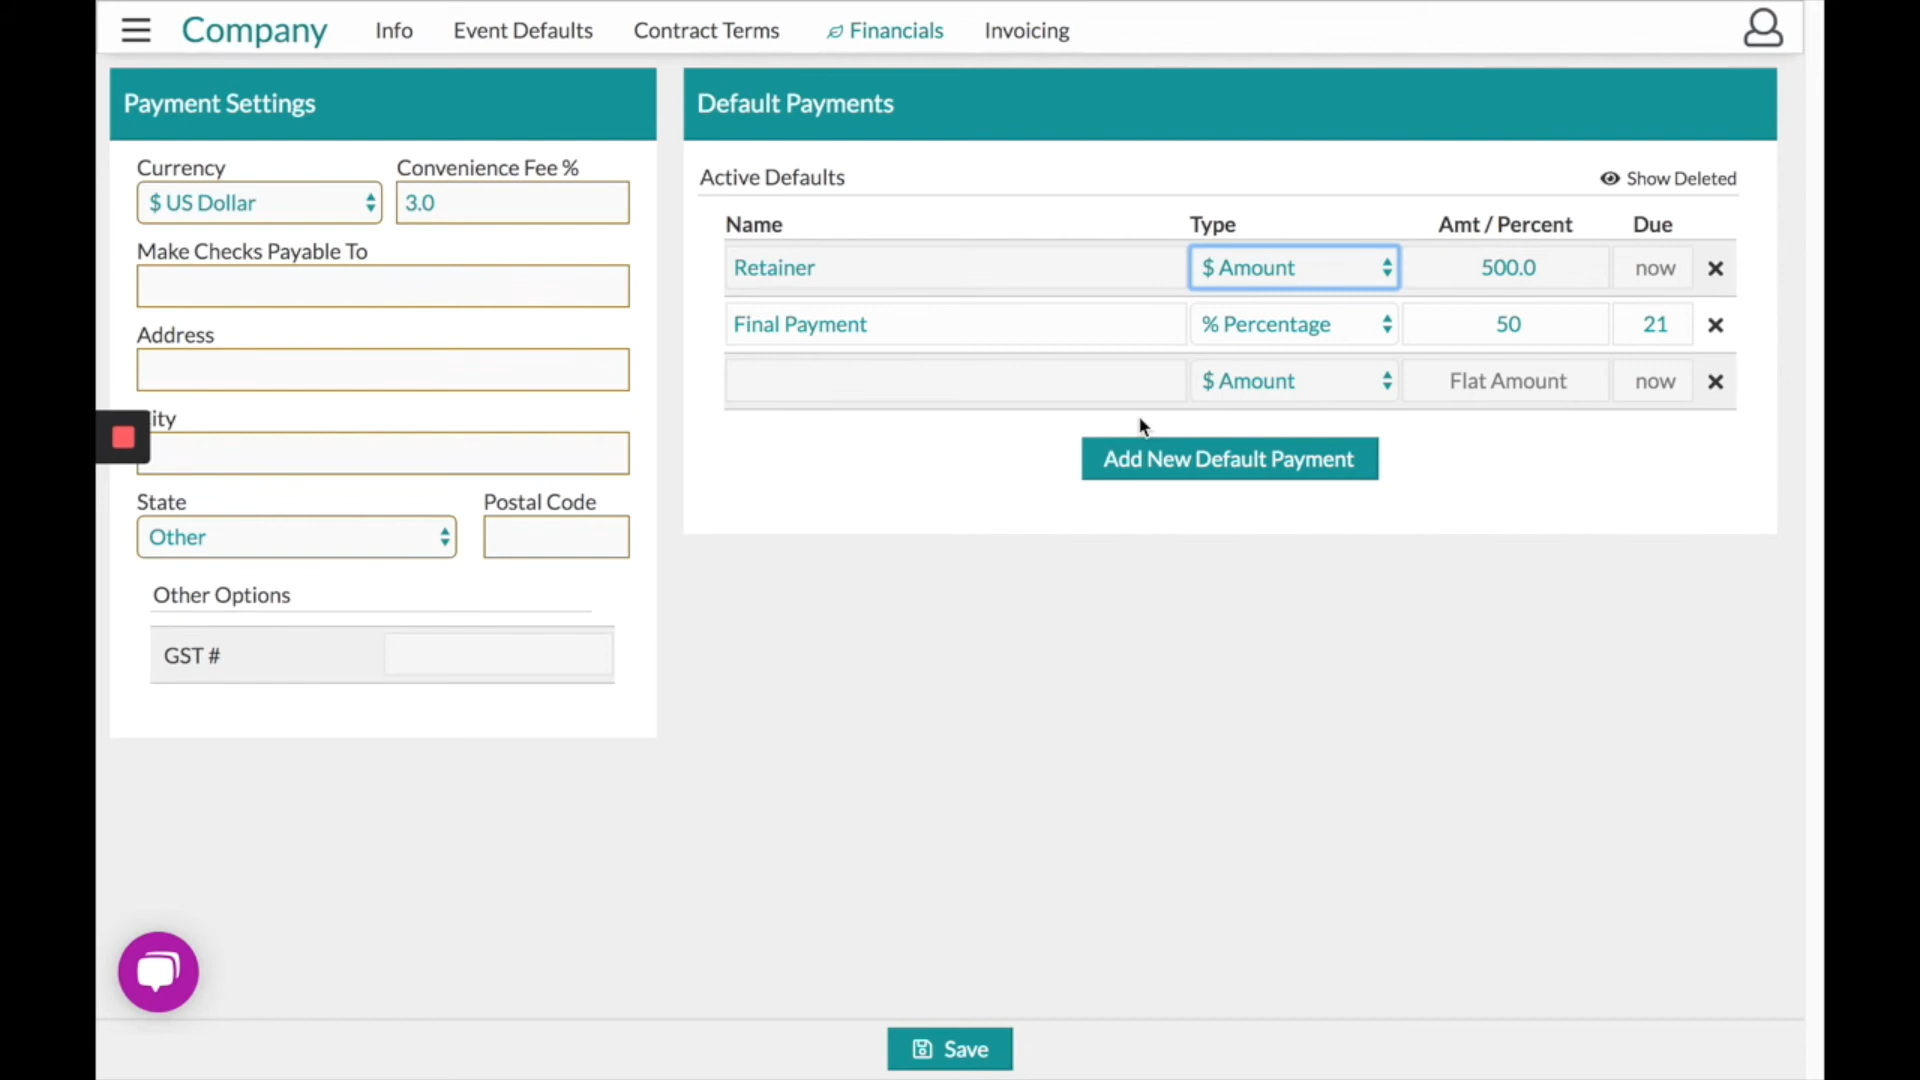 Company
Info
Event Defaults
Contract Terms
Financials
Invoicing
Payment Settings
Currency
Convenience Fee %
$ US Dollar
3.0
Make Checks Payable To
Address
ity
State
Postal Code
Other
Other Options
GST #
Default Payments
Active Defaults
Show Deleted
Name Type Amt / Percent Due
Retainer $ Amount 500.0 now
Final Payment % Percentage 50 21
$ Amount Flat Amount now
Add New Default Payment
Save